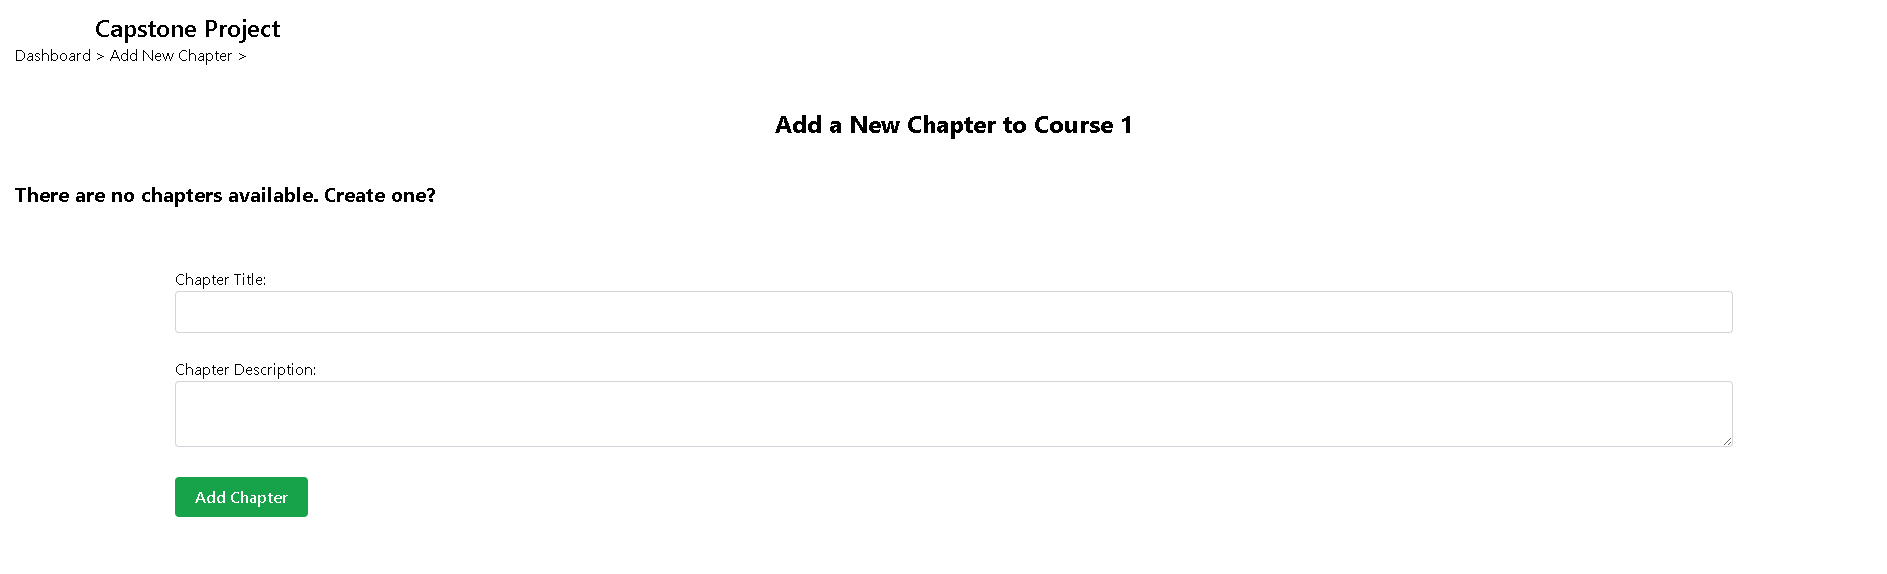 Capstone Project
Dashboard > Add New Chapter >
Add a New Chapter to Course 1
There are no chapters available. Create one?
Chapter Title:
Chapter Description:
Add Chapter